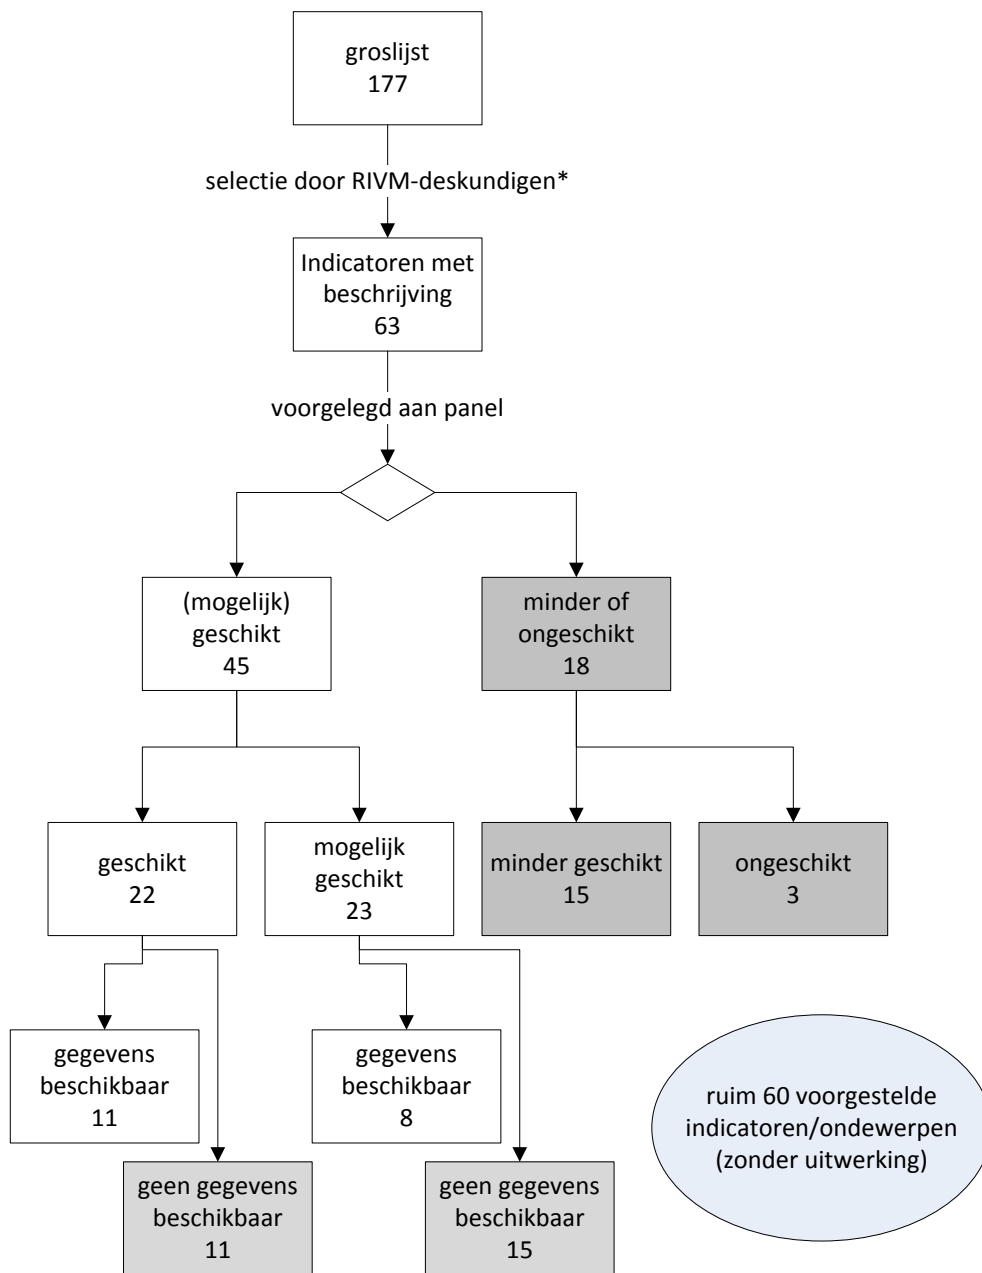 groslijst
177
selectie door RIVM-deskundigen*
Indicatoren met
beschrijving
63
voorgelegd aan panel
(mogelijk)
geschikt
45
minder of
ongeschikt
18
geschikt
22
mogelijk
geschikt
23
minder geschikt
15
ongeschikt
3
gegevens
beschikbaar
11
gegevens
beschikbaar
8
ruim 60 voorgestelde
indicatoren/ondewerpen
(zonder uitwerking)
geen gegevens
beschikbaar
11
geen gegevens
beschikbaar
15